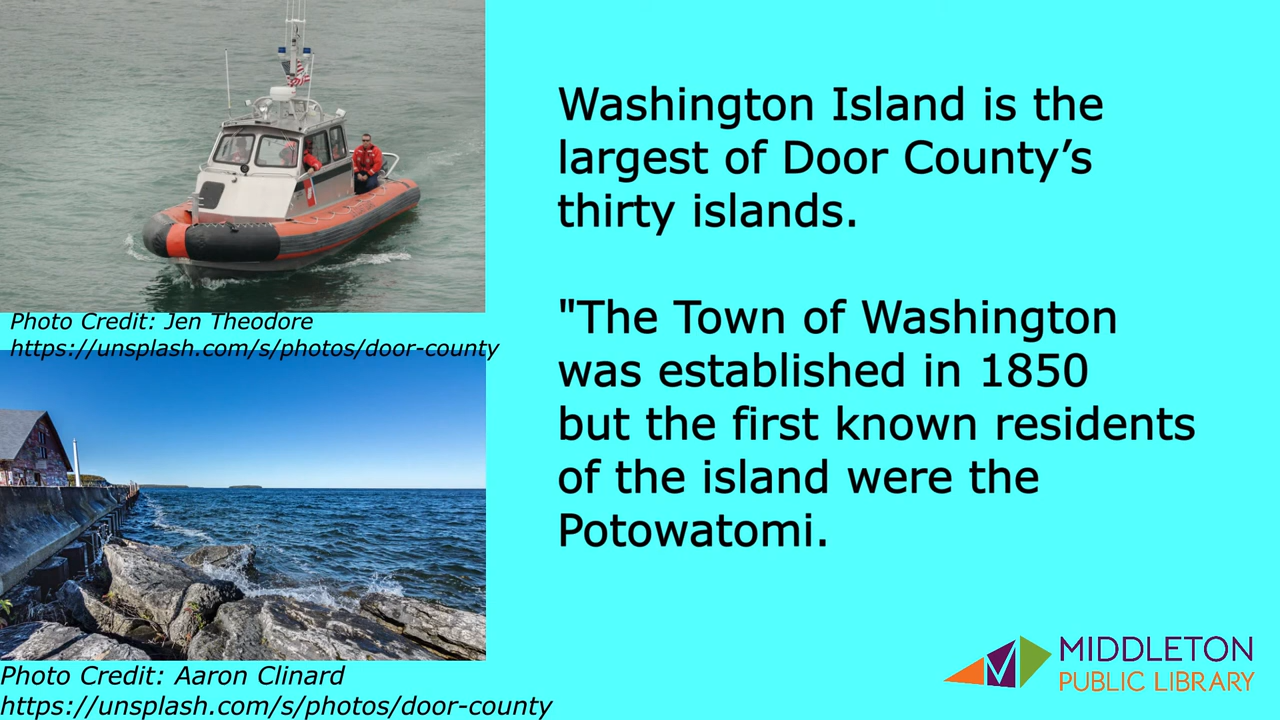 Photo Credit: Jen Theodore
https://unsplash.com/s/photos/door-county
Photo Credit: Aaron Clinard
https://unsplash.com/s/photos/door-county
Washington Island is the
largest of Door County’s
thirty islands.
"The Town of Washington
was established in 1850
but the first known residents
of the island were the
Potowatomi.
MIDDLETON
PUBLIC LIBRARY